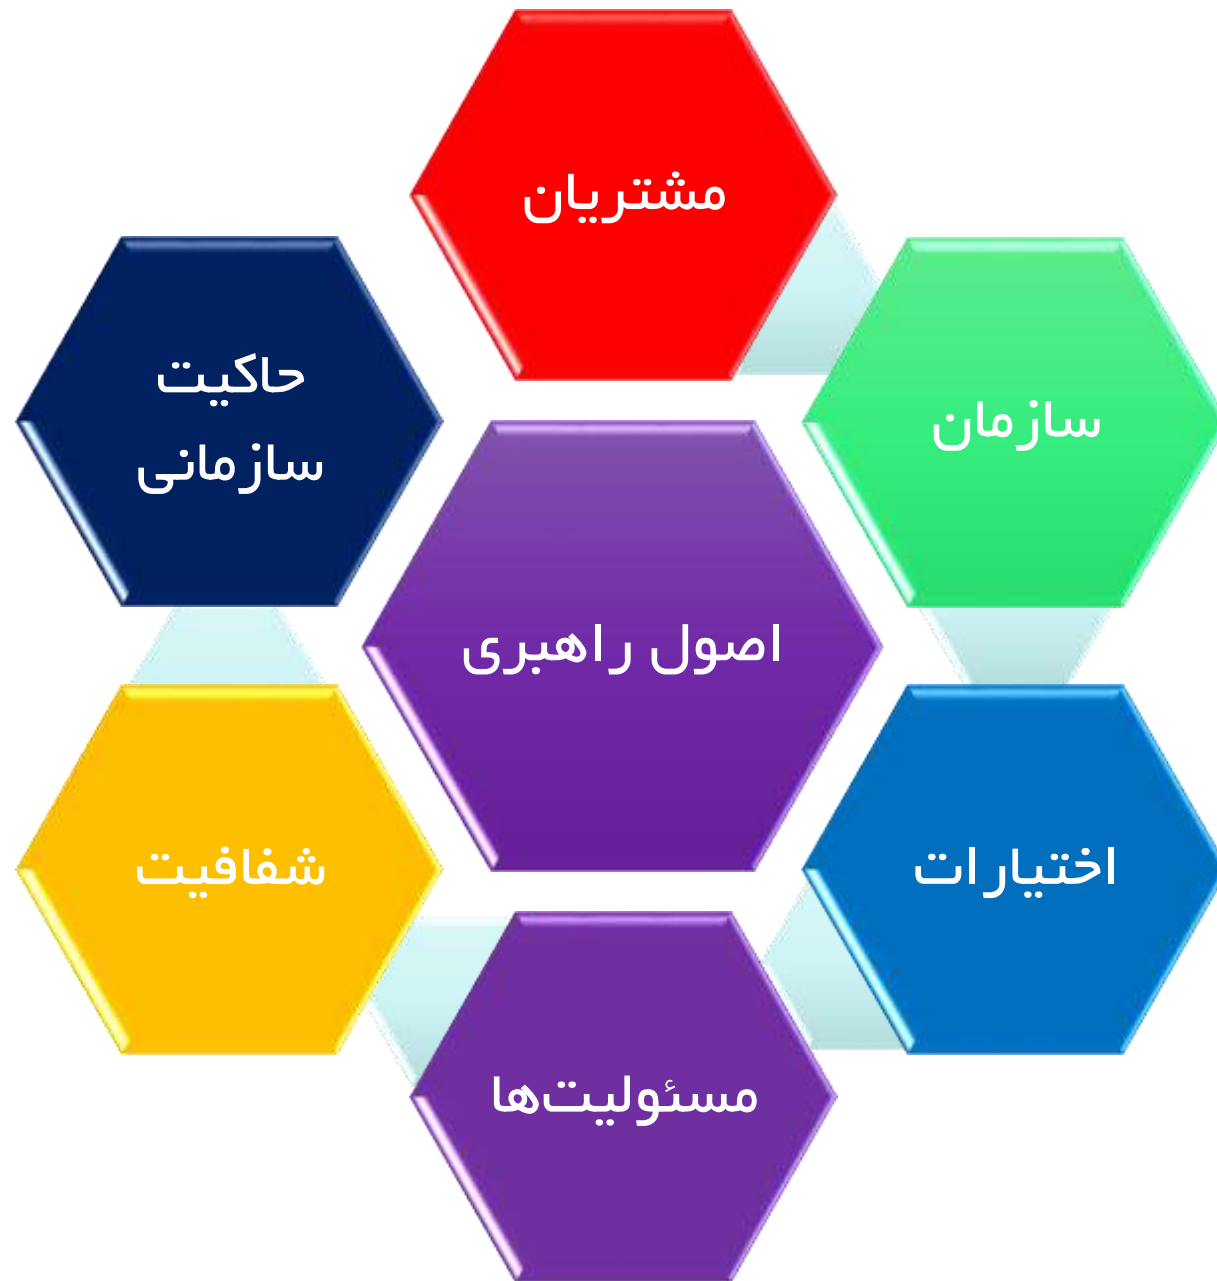 مشتریان
سازمان
حاکیت
سازمانی
اصول راهبری
اختیارات
شفافیت
مسئولیت‌ها